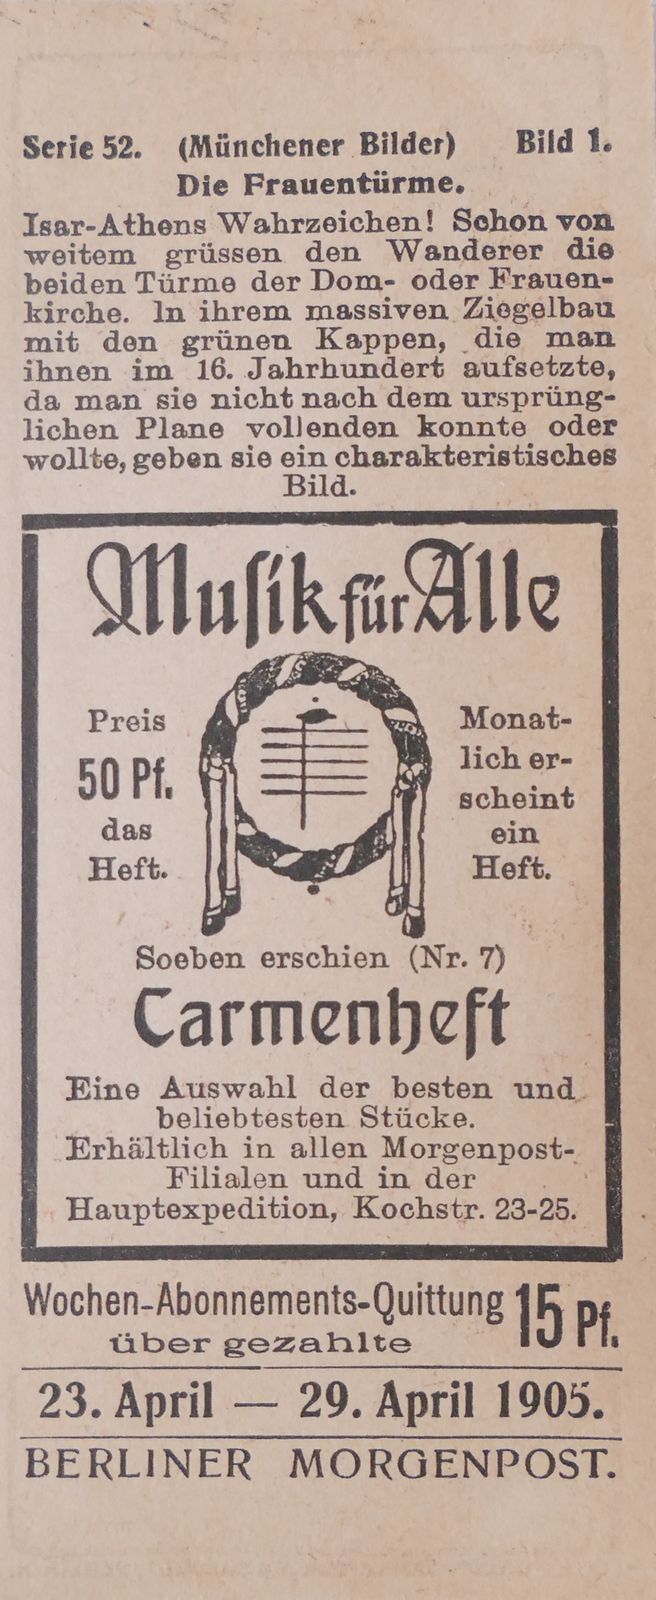 Serie 52. (Münchener Bilder) Bild 1.
Die Frauentürme.
Isar-Athens Wahrzeichen! Schon von
weitem grüssen den Wanderer die
beiden Türme der Dom- oder Frauen-
kirche. In ihrem massiven Ziegelbau
mit den grünen Kappen, die man
ihnen im 16. Jahrhundert aufsetzte,
da man sie nicht nach dem ursprüng-
lichen Plane vollenden konnte oder
wollte, geben sie ein charakteristisches
Bild.
Muſik für Alle
Preis
50 Pf.
das
Heft.
Monat-
lich er-
scheint
ein
Heft.
Soeben erschien (Nr. 7)
Carmenheft
Eine Auswahl der besten und
beliebtesten Stücke.
Erhältlich in allen Morgenpost-
Filialen und in der
Hauptexpedition, Kochstr. 23-25.
Wochen-Abonnements-Quittung
über gezahlte
15 Pf.
23. April — 29. April 1905.
BERLINER MORGENPOST.